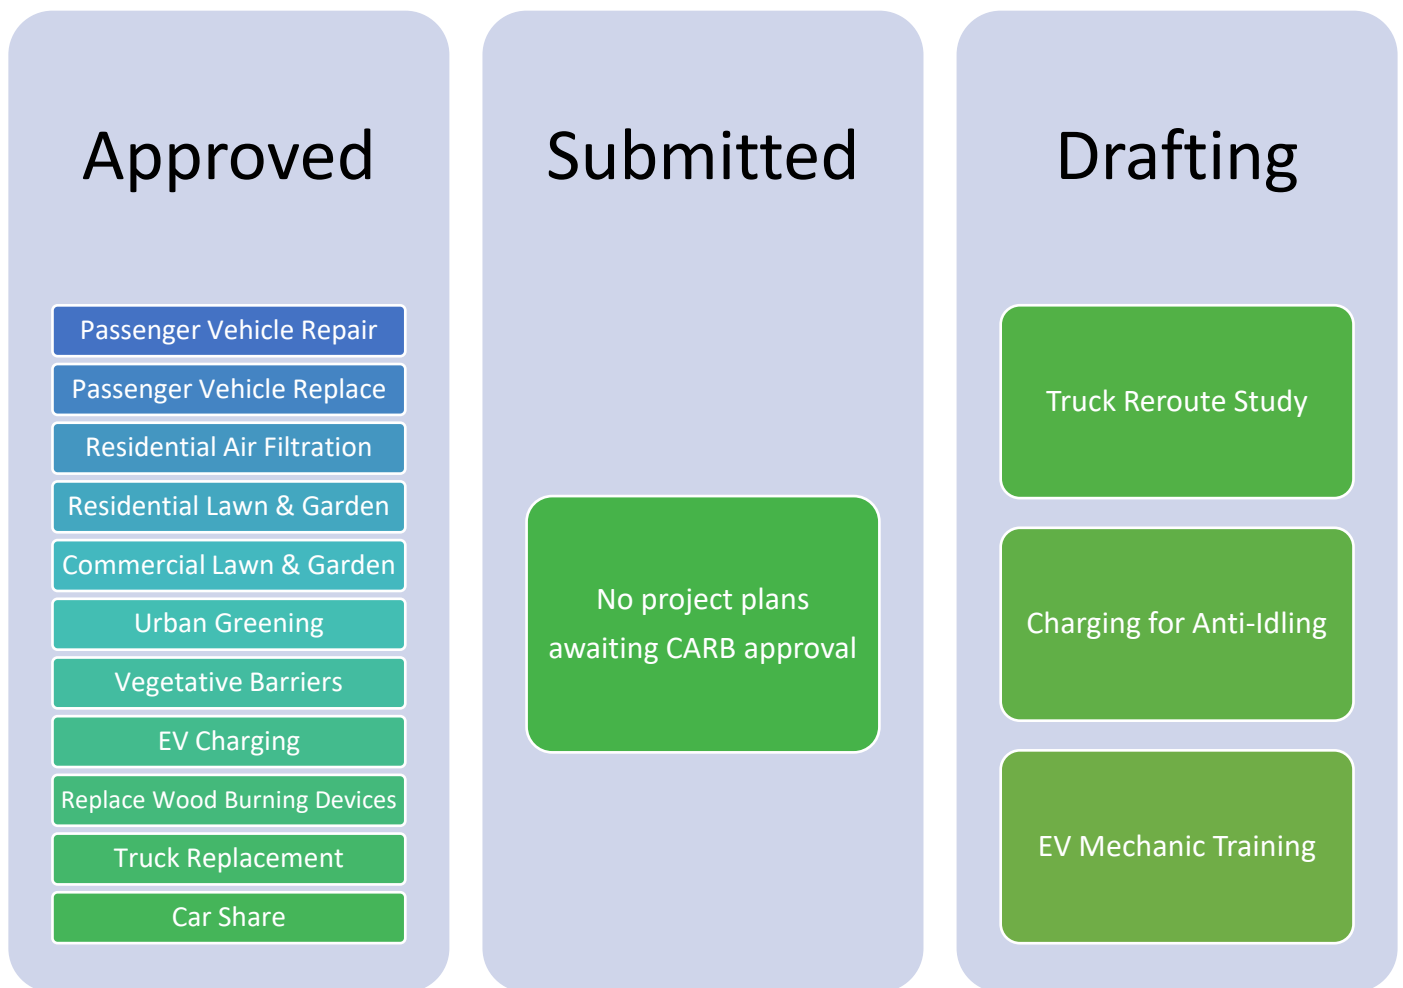 Approved
Passenger Vehicle Repair
Passenger Vehicle Replace
Residential Air Filtration
Residential Lawn & Garden
Commercial Lawn & Garden
Urban Greening
Vegetative Barriers
EV Charging
Replace Wood Burning Devices
Truck Replacement
Car Share
Submitted
No project plans
awaiting CARB approval
Drafting
Truck Reroute Study
Charging for Anti-Idling
EV Mechanic Training